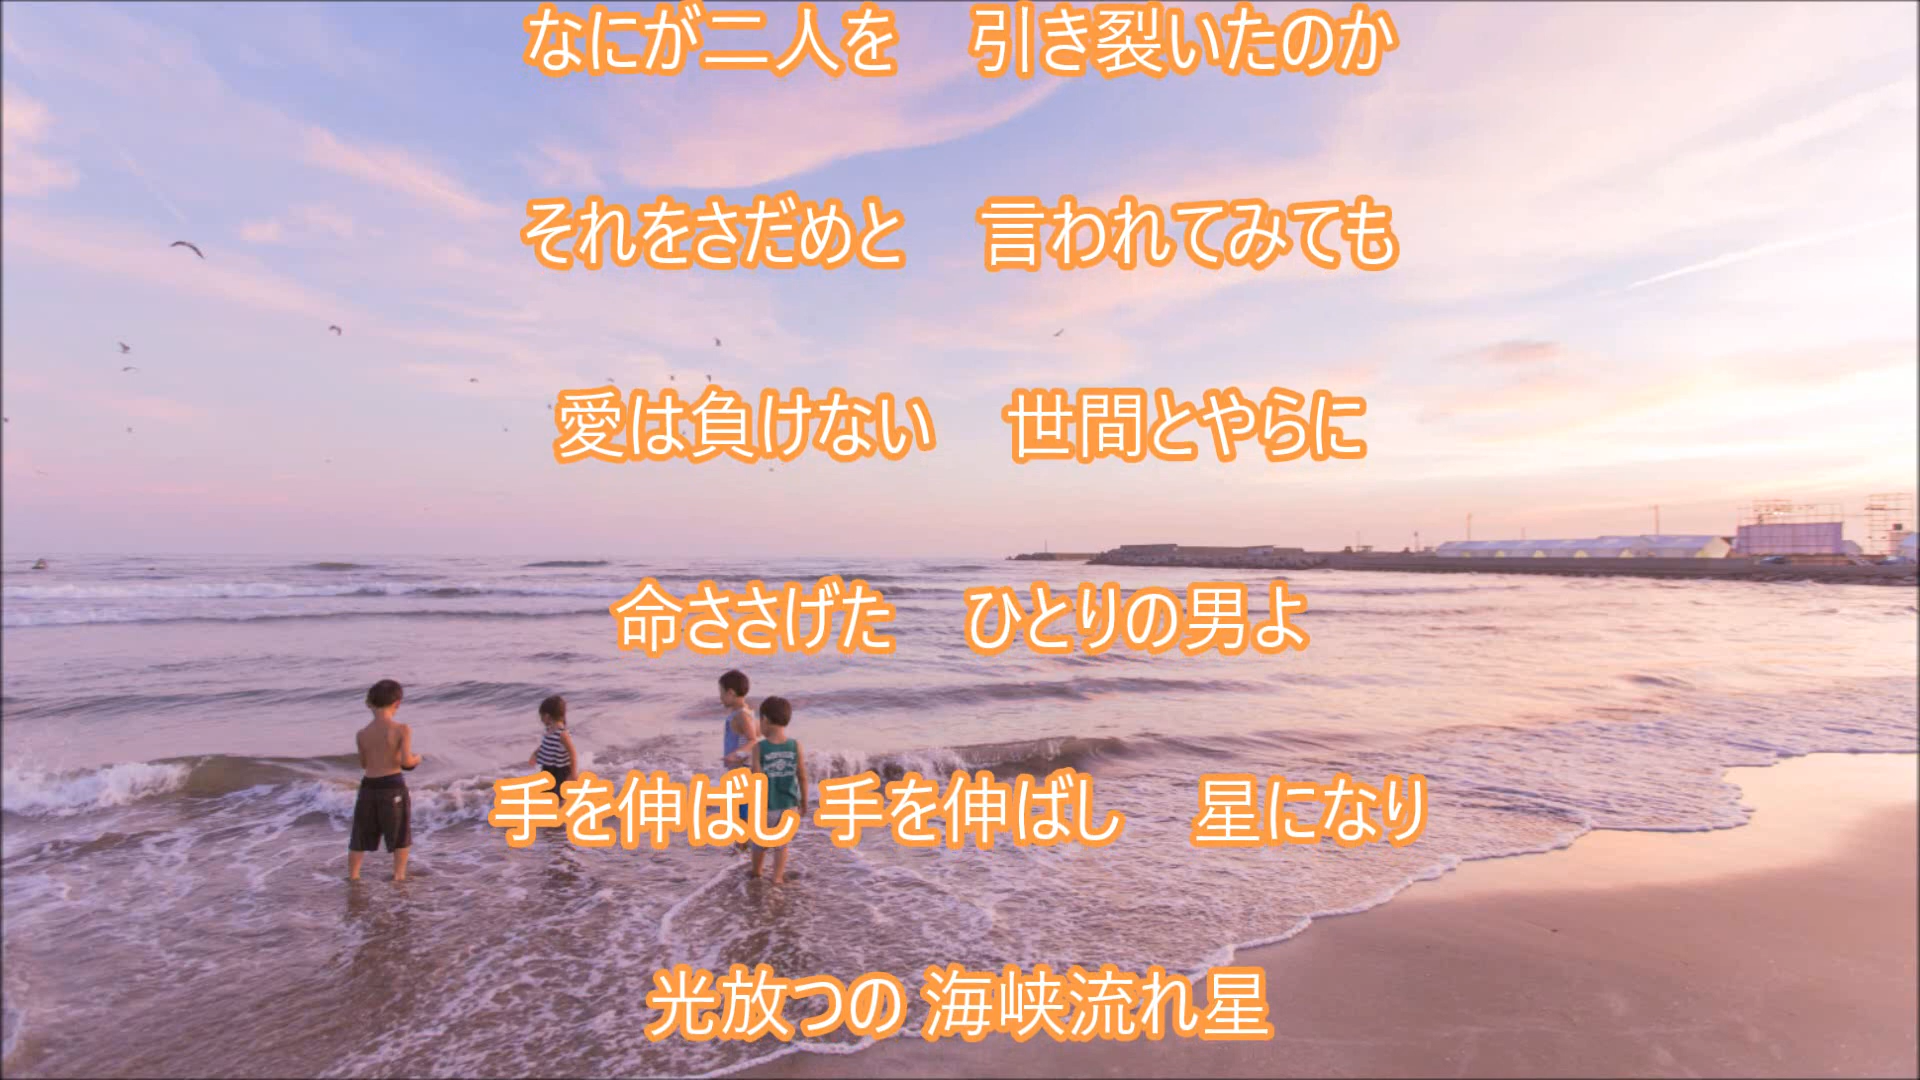 なにが二人を　引き裂いたのか
それをさだめと　言われてみても
愛は負けない　世間とやらに
命ささげた　ひとりの男よ
手を伸ばし 手を伸ばし　星になり
光放つの 海峡流れ星